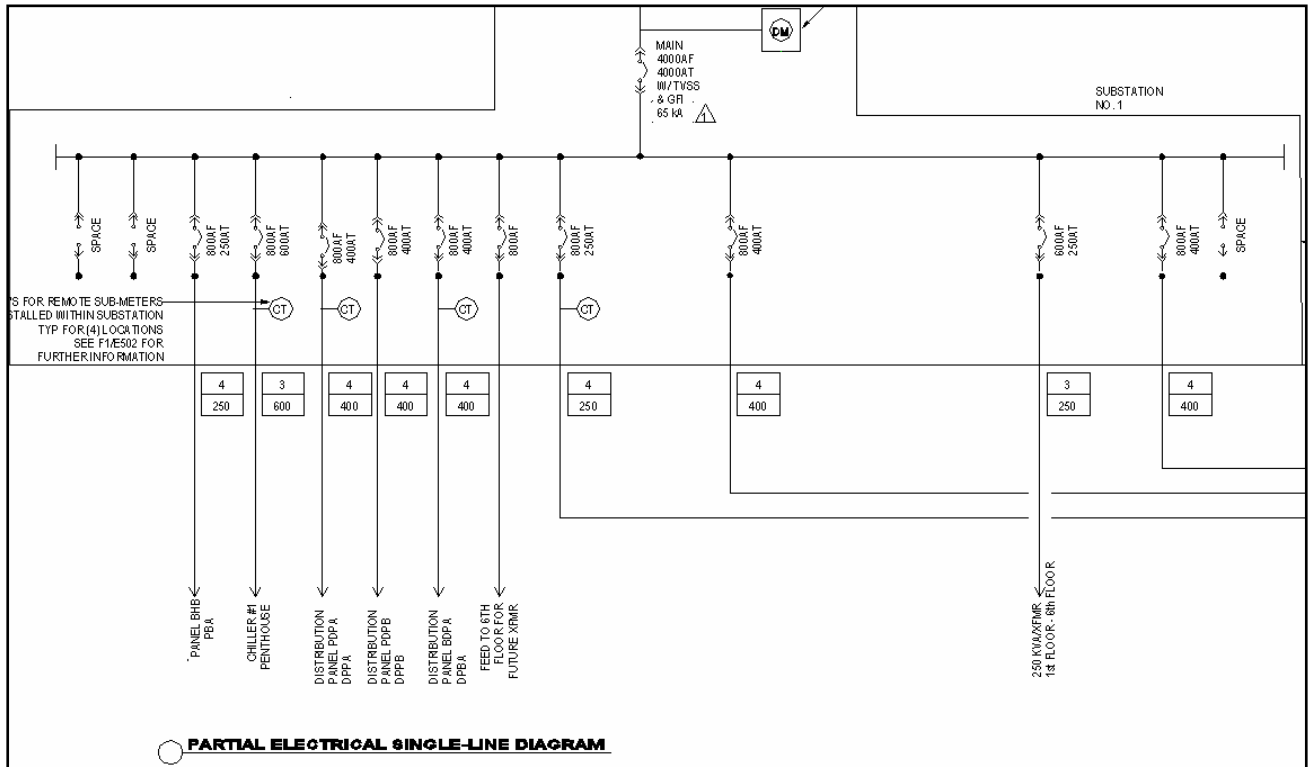 DM
MAIN
4000AF
4000AT
W/TVSS
& GFI
65 kA
1
SUBSTATION
NO. 1
SPACE
SPACE
800AF
250AT
800AF
600AT
800AF
400AT
800AF
400AT
800AF
400AT
800AF
800AF
250AT
800AF
400AT
600AF
250AT
800AF
400AT
SPACE
'S FOR REMOTE SUB-METERS
STALLED WITHIN SUBSTATION
TYP FOR (4) LOCATIONS
SEE F1/E502 FOR
FURTHER INFORMATION
CT
CT
CT
CT
4
250
3
600
4
400
4
400
4
400
4
250
4
400
3
250
4
400
PANEL BHB
PBA
CHILLER #1
PENTHOUSE
DISTRIBUTION
PANEL PDPA
DPPA
DISTRIBUTION
PANEL PDPB
DPPB
DISTRIBUTION
PANEL BDPA
DPBA
FEED TO 6TH
FLOOR FOR
FUTURE XFMR
250 KVA/XFMR
1st FLOOR - 6th FLOOR
PARTIAL ELECTRICAL SINGLE-LINE DIAGRAM